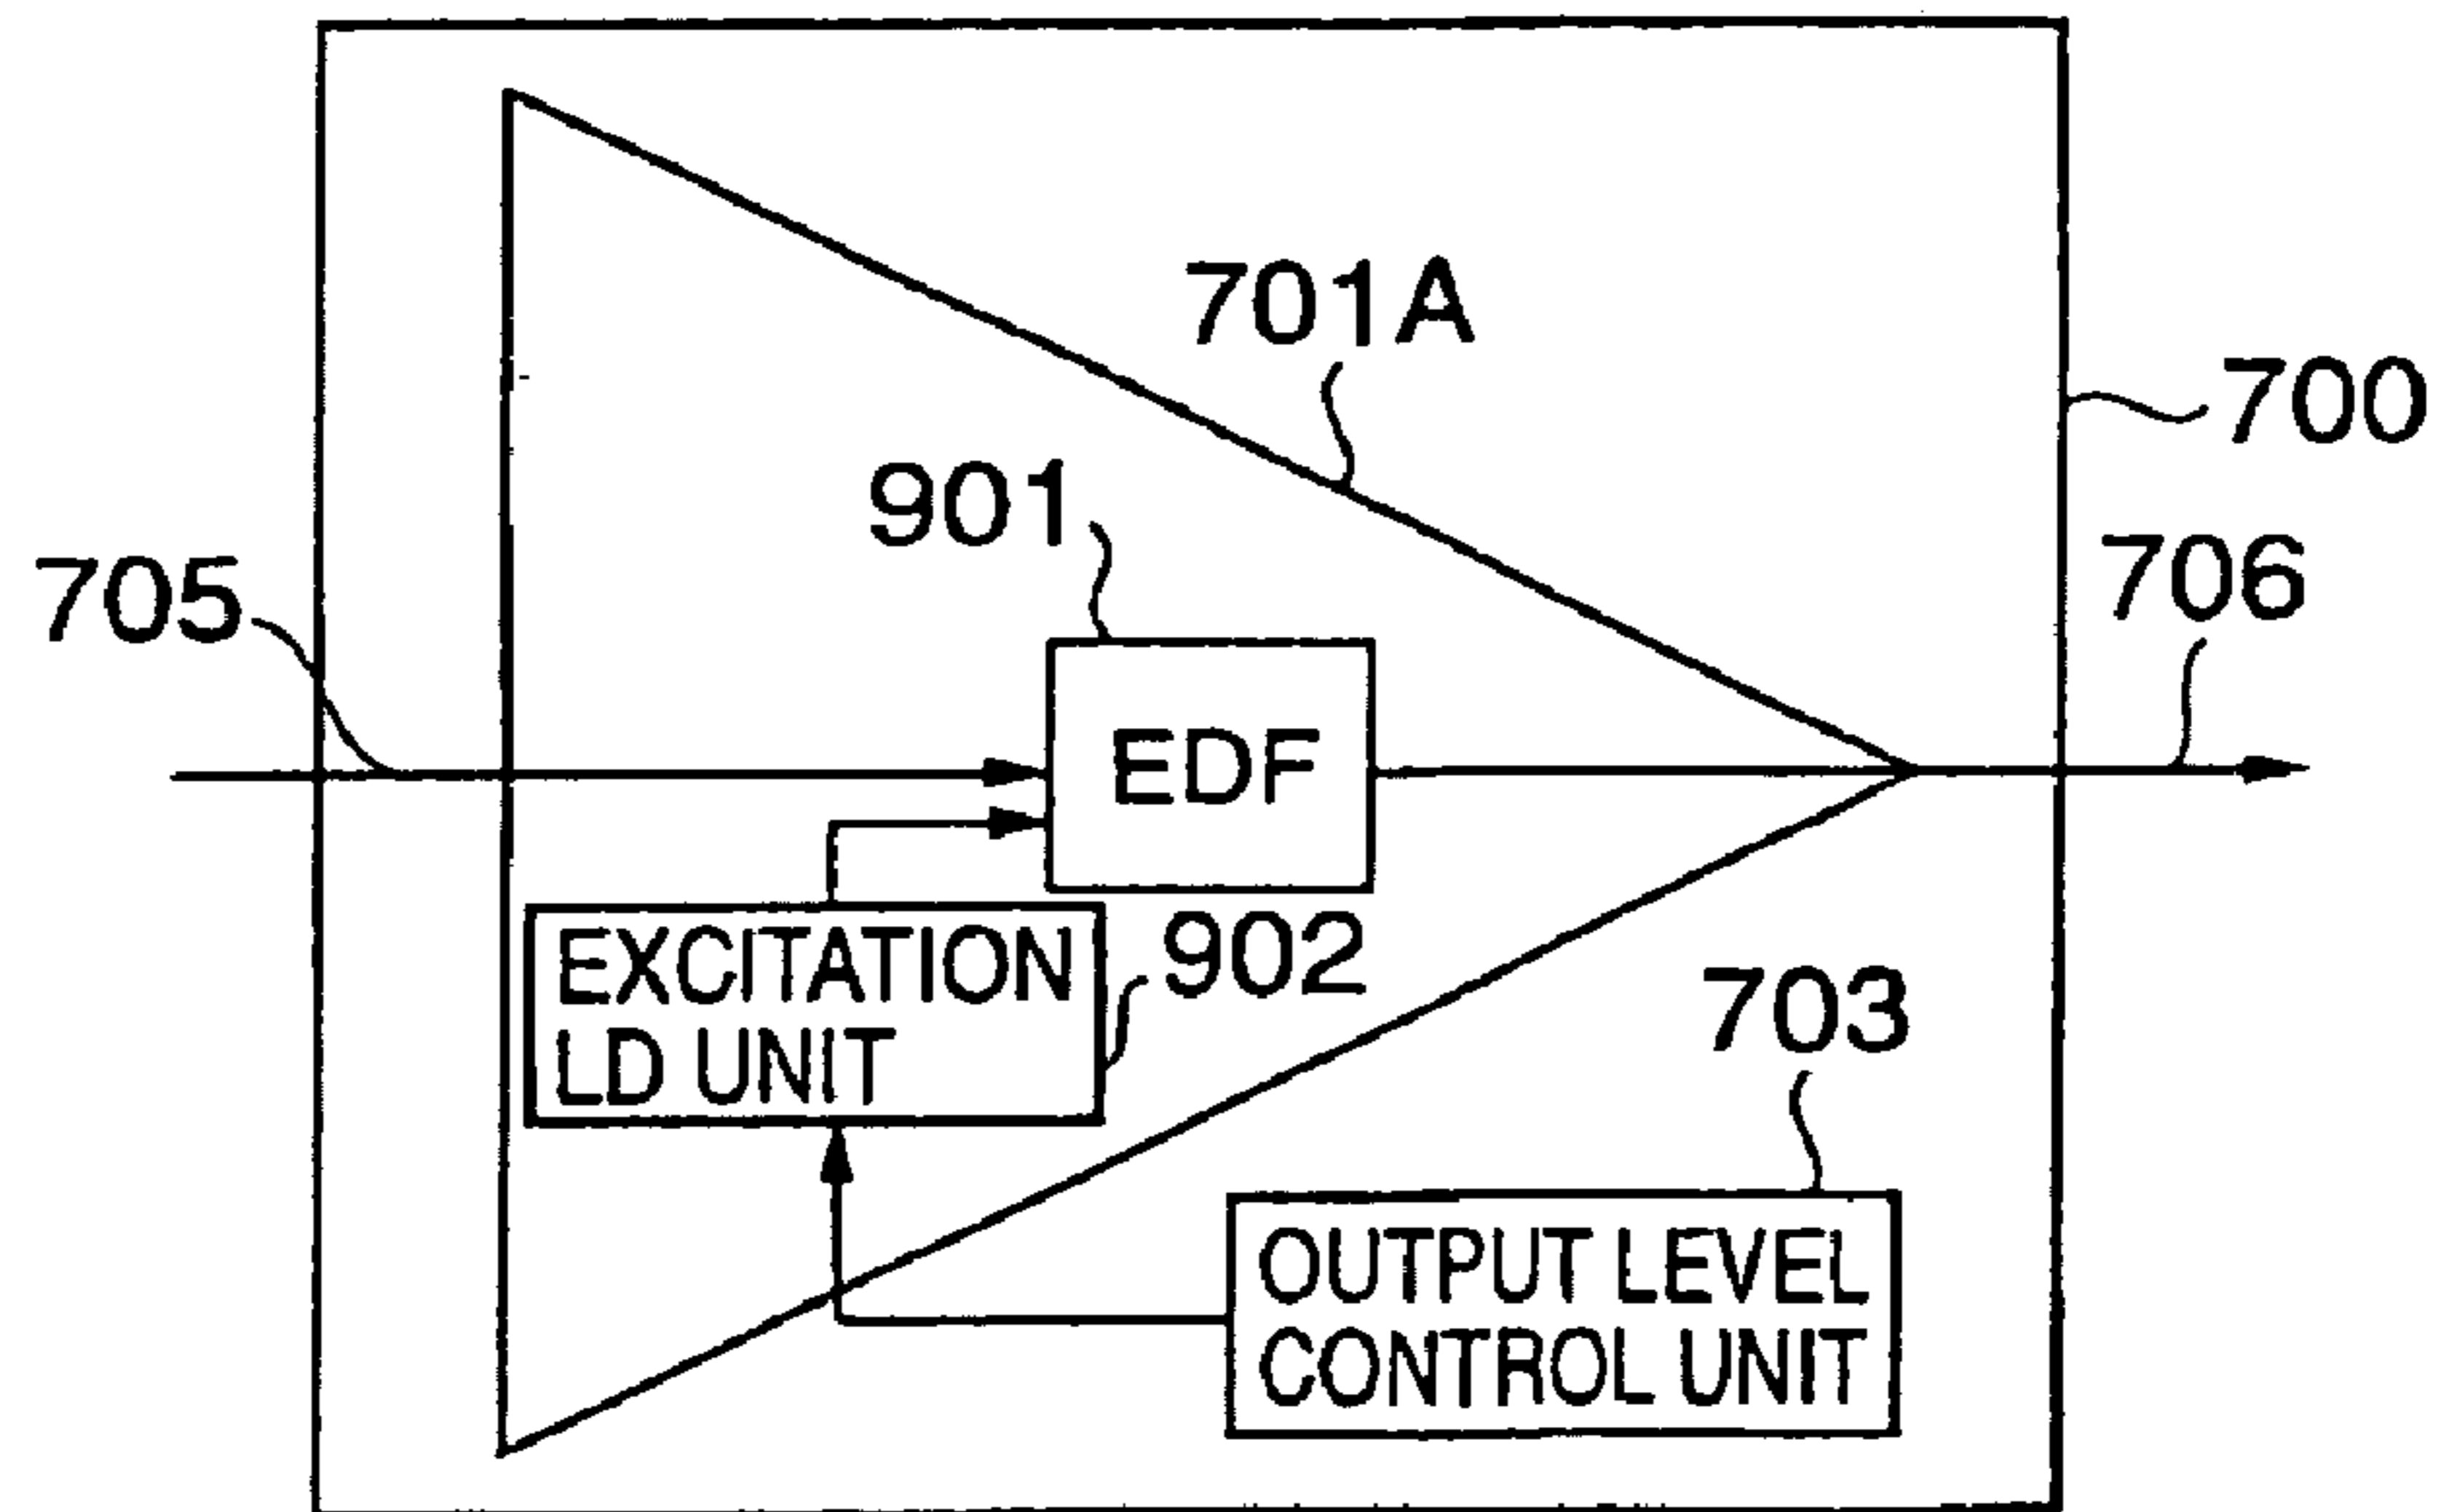 701A
700
901
706
705
EDF
EXCITATION
LD UNIT
902
703
OUTPUT LEVEL
CONTROL UNIT